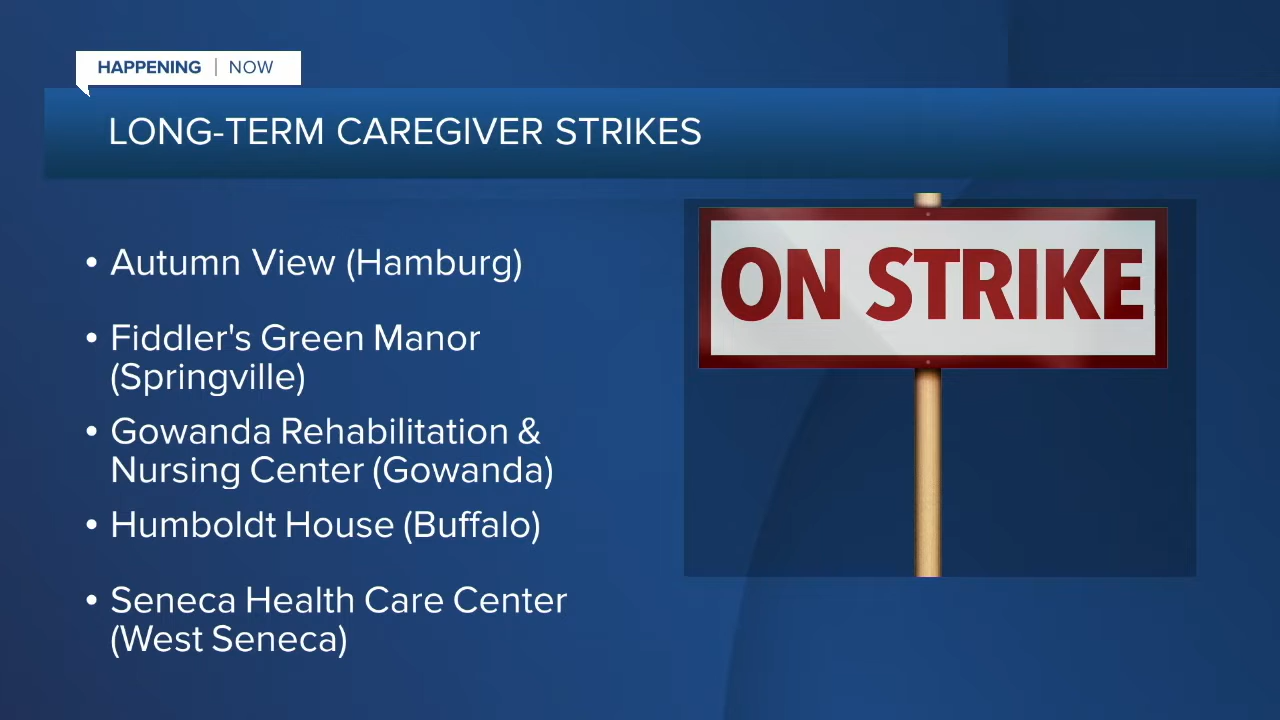 HAPPENING | NOW
LONG-TERM CAREGIVER STRIKES
• Autumn View (Hamburg)
• Fiddler's Green Manor
(Springville)
• Gowanda Rehabilitation &
Nursing Center (Gowanda)
• Humboldt House (Buffalo)
• Seneca Health Care Center
(West Seneca)
ON STRIKE